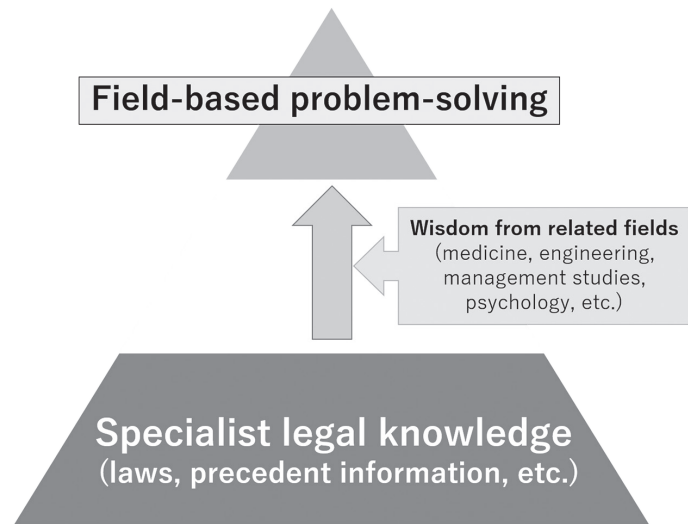 Field-based problem-solving
Wisdom from related fields
(medicine, engineering,
management studies,
psychology, etc.)
Specialist legal knowledge
(laws, precedent information, etc.)